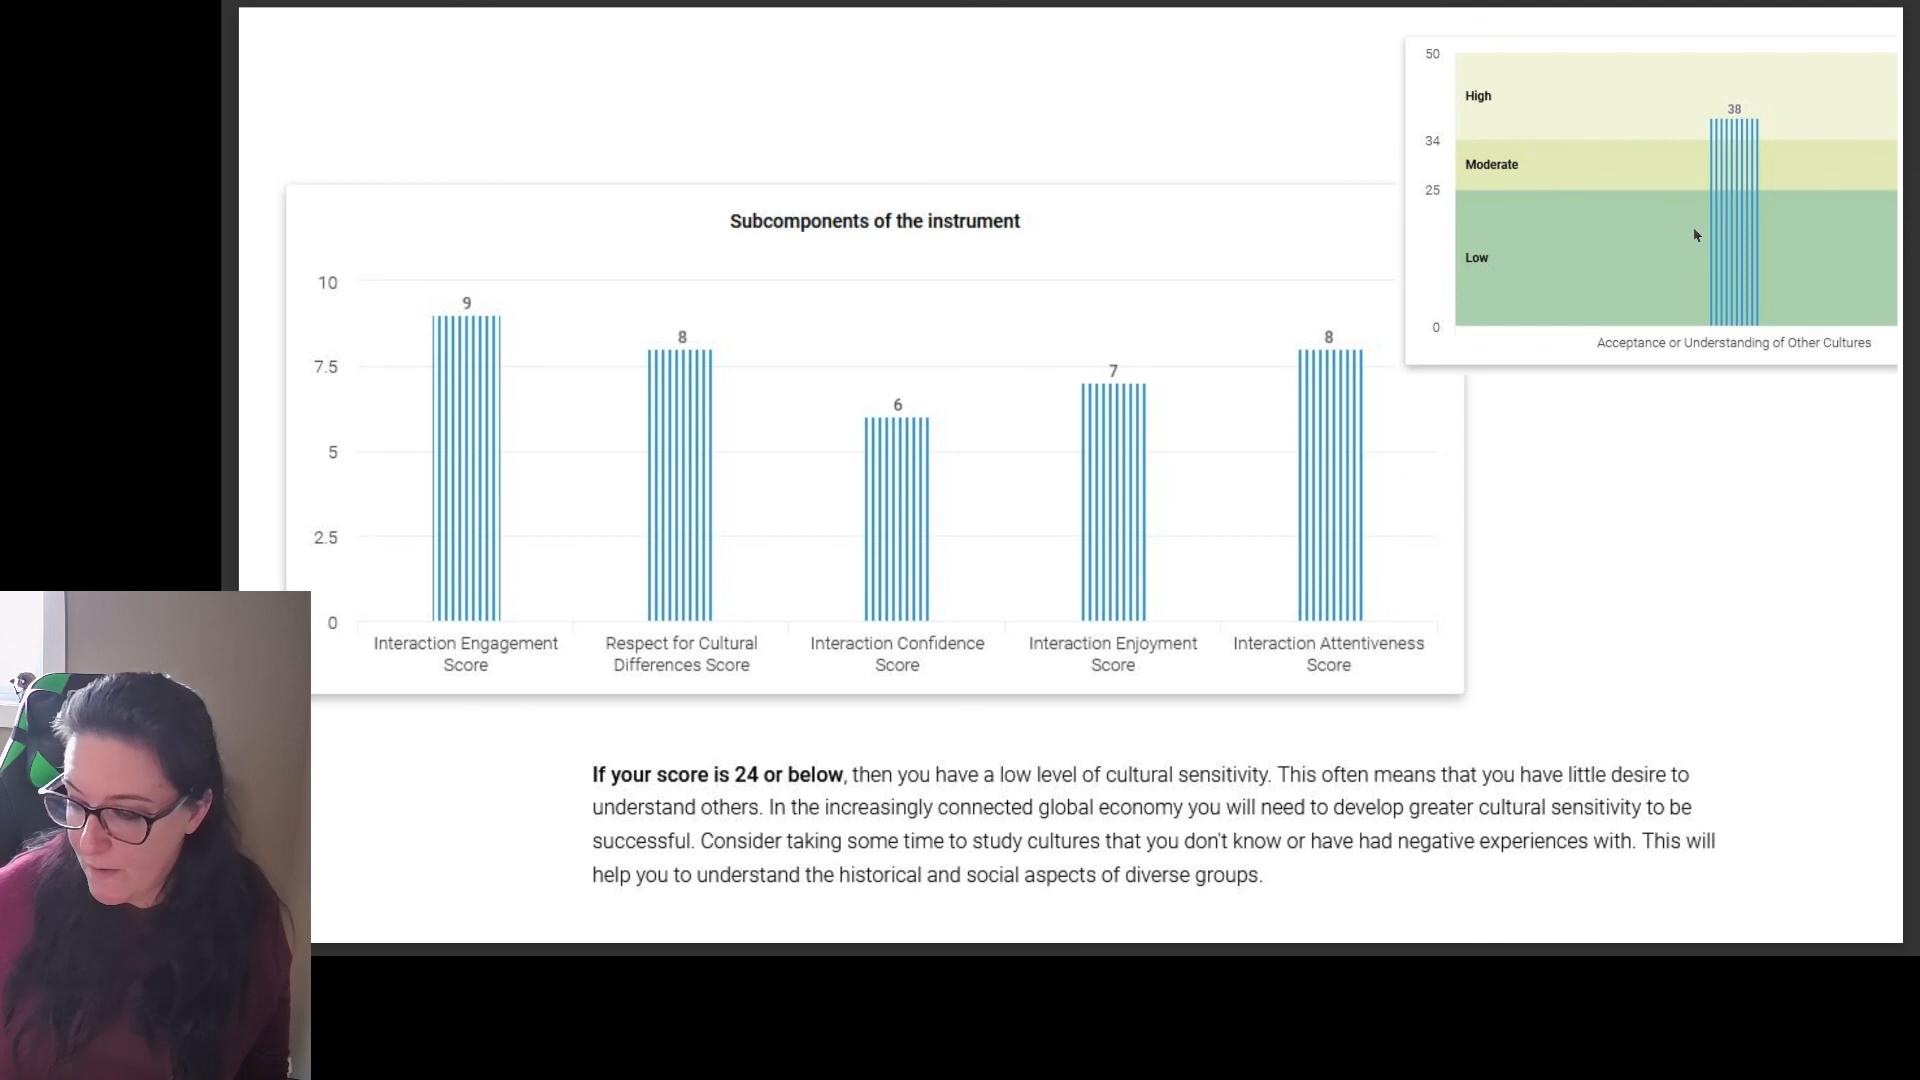 50
High
38
34
Moderate
25
Low
0
Acceptance or Understanding of Other Cultures
Subcomponents of the instrument
10
9
8
8
7.5
7
6
5
2.5
0
Interaction Engagement Score
Respect for Cultural Differences Score
Interaction Confidence Score
Interaction Enjoyment Score
Interaction Attentiveness Score
If your score is 24 or below, then you have a low level of cultural sensitivity. This often means that you have little desire to
understand others. In the increasingly connected global economy you will need to develop greater cultural sensitivity to be
successful. Consider taking some time to study cultures that you don't know or have had negative experiences with. This will
help you to understand the historical and social aspects of diverse groups.